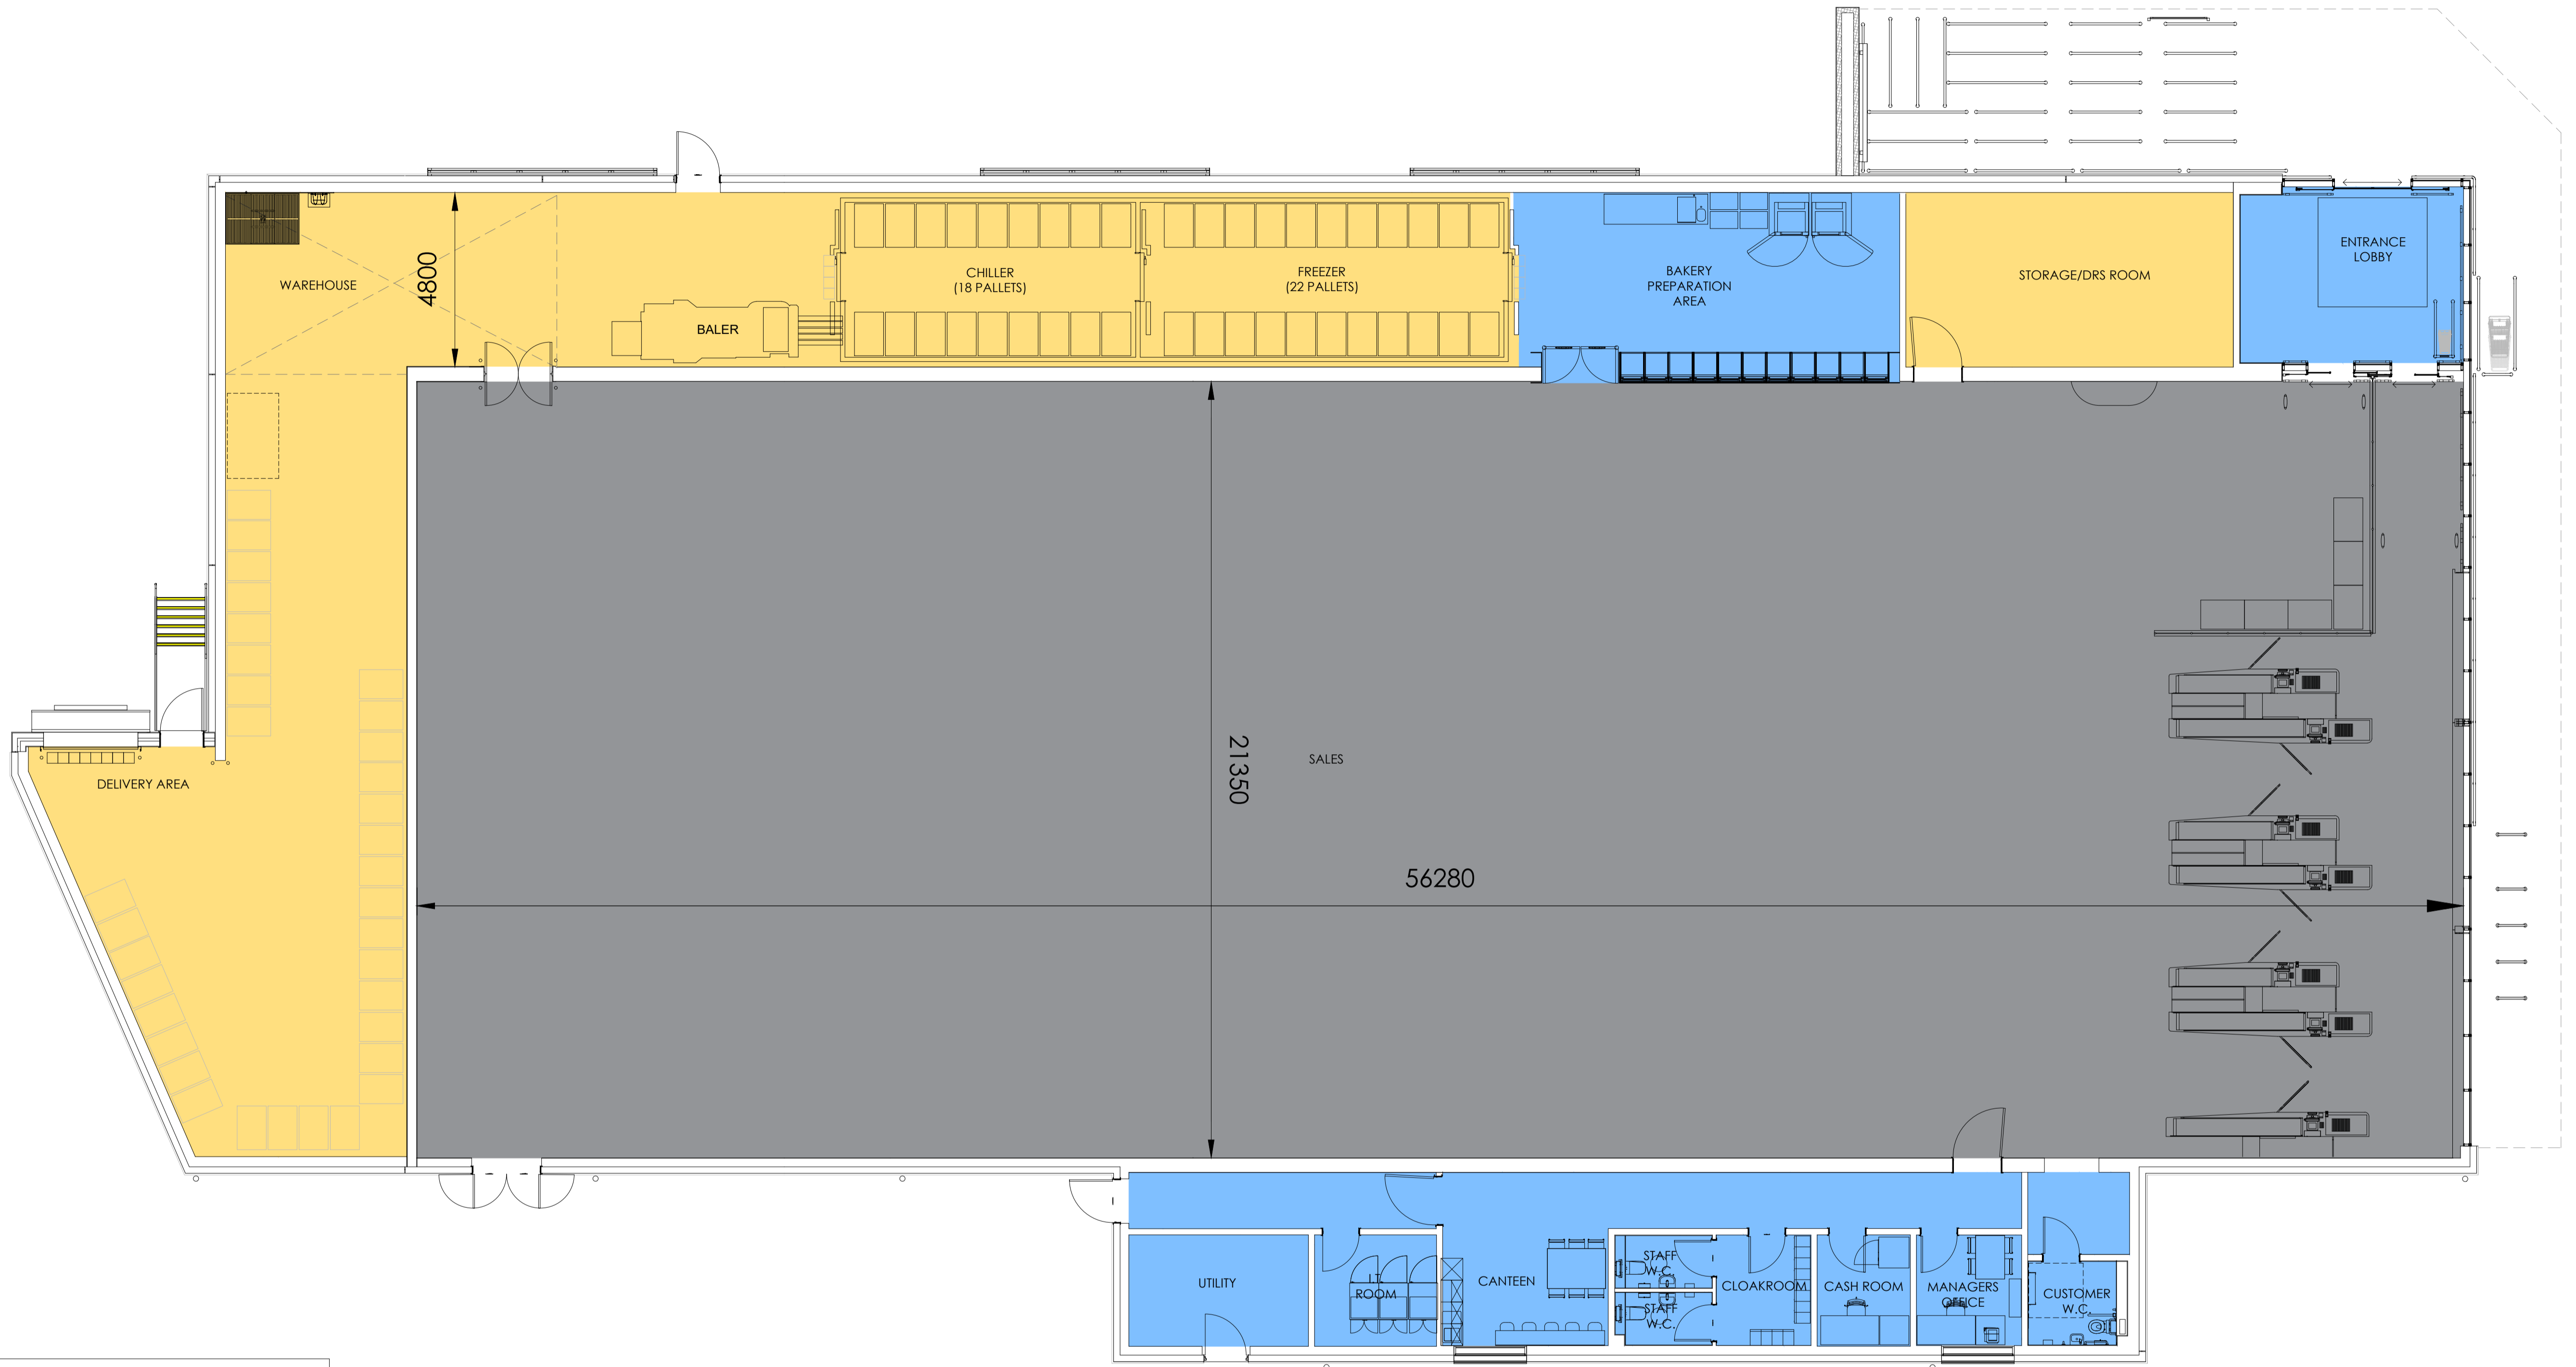 WAREHOUSE
4800
BALER
CHILLER
(18 PALLETS)
FREEZER
(22 PALLETS)
BAKERY
PREPARATION
AREA
STORAGE/DRS ROOM
ENTRANCE
LOBBY
DELIVERY AREA
21350
SALES
56280
UTILITY
I.T.
ROOM
CANTEEN
STAFF
W.C.
STAFF
W.C.
CLOAKROOM
CASH ROOM
MANAGERS
OFFICE
CUSTOMER
W.C.